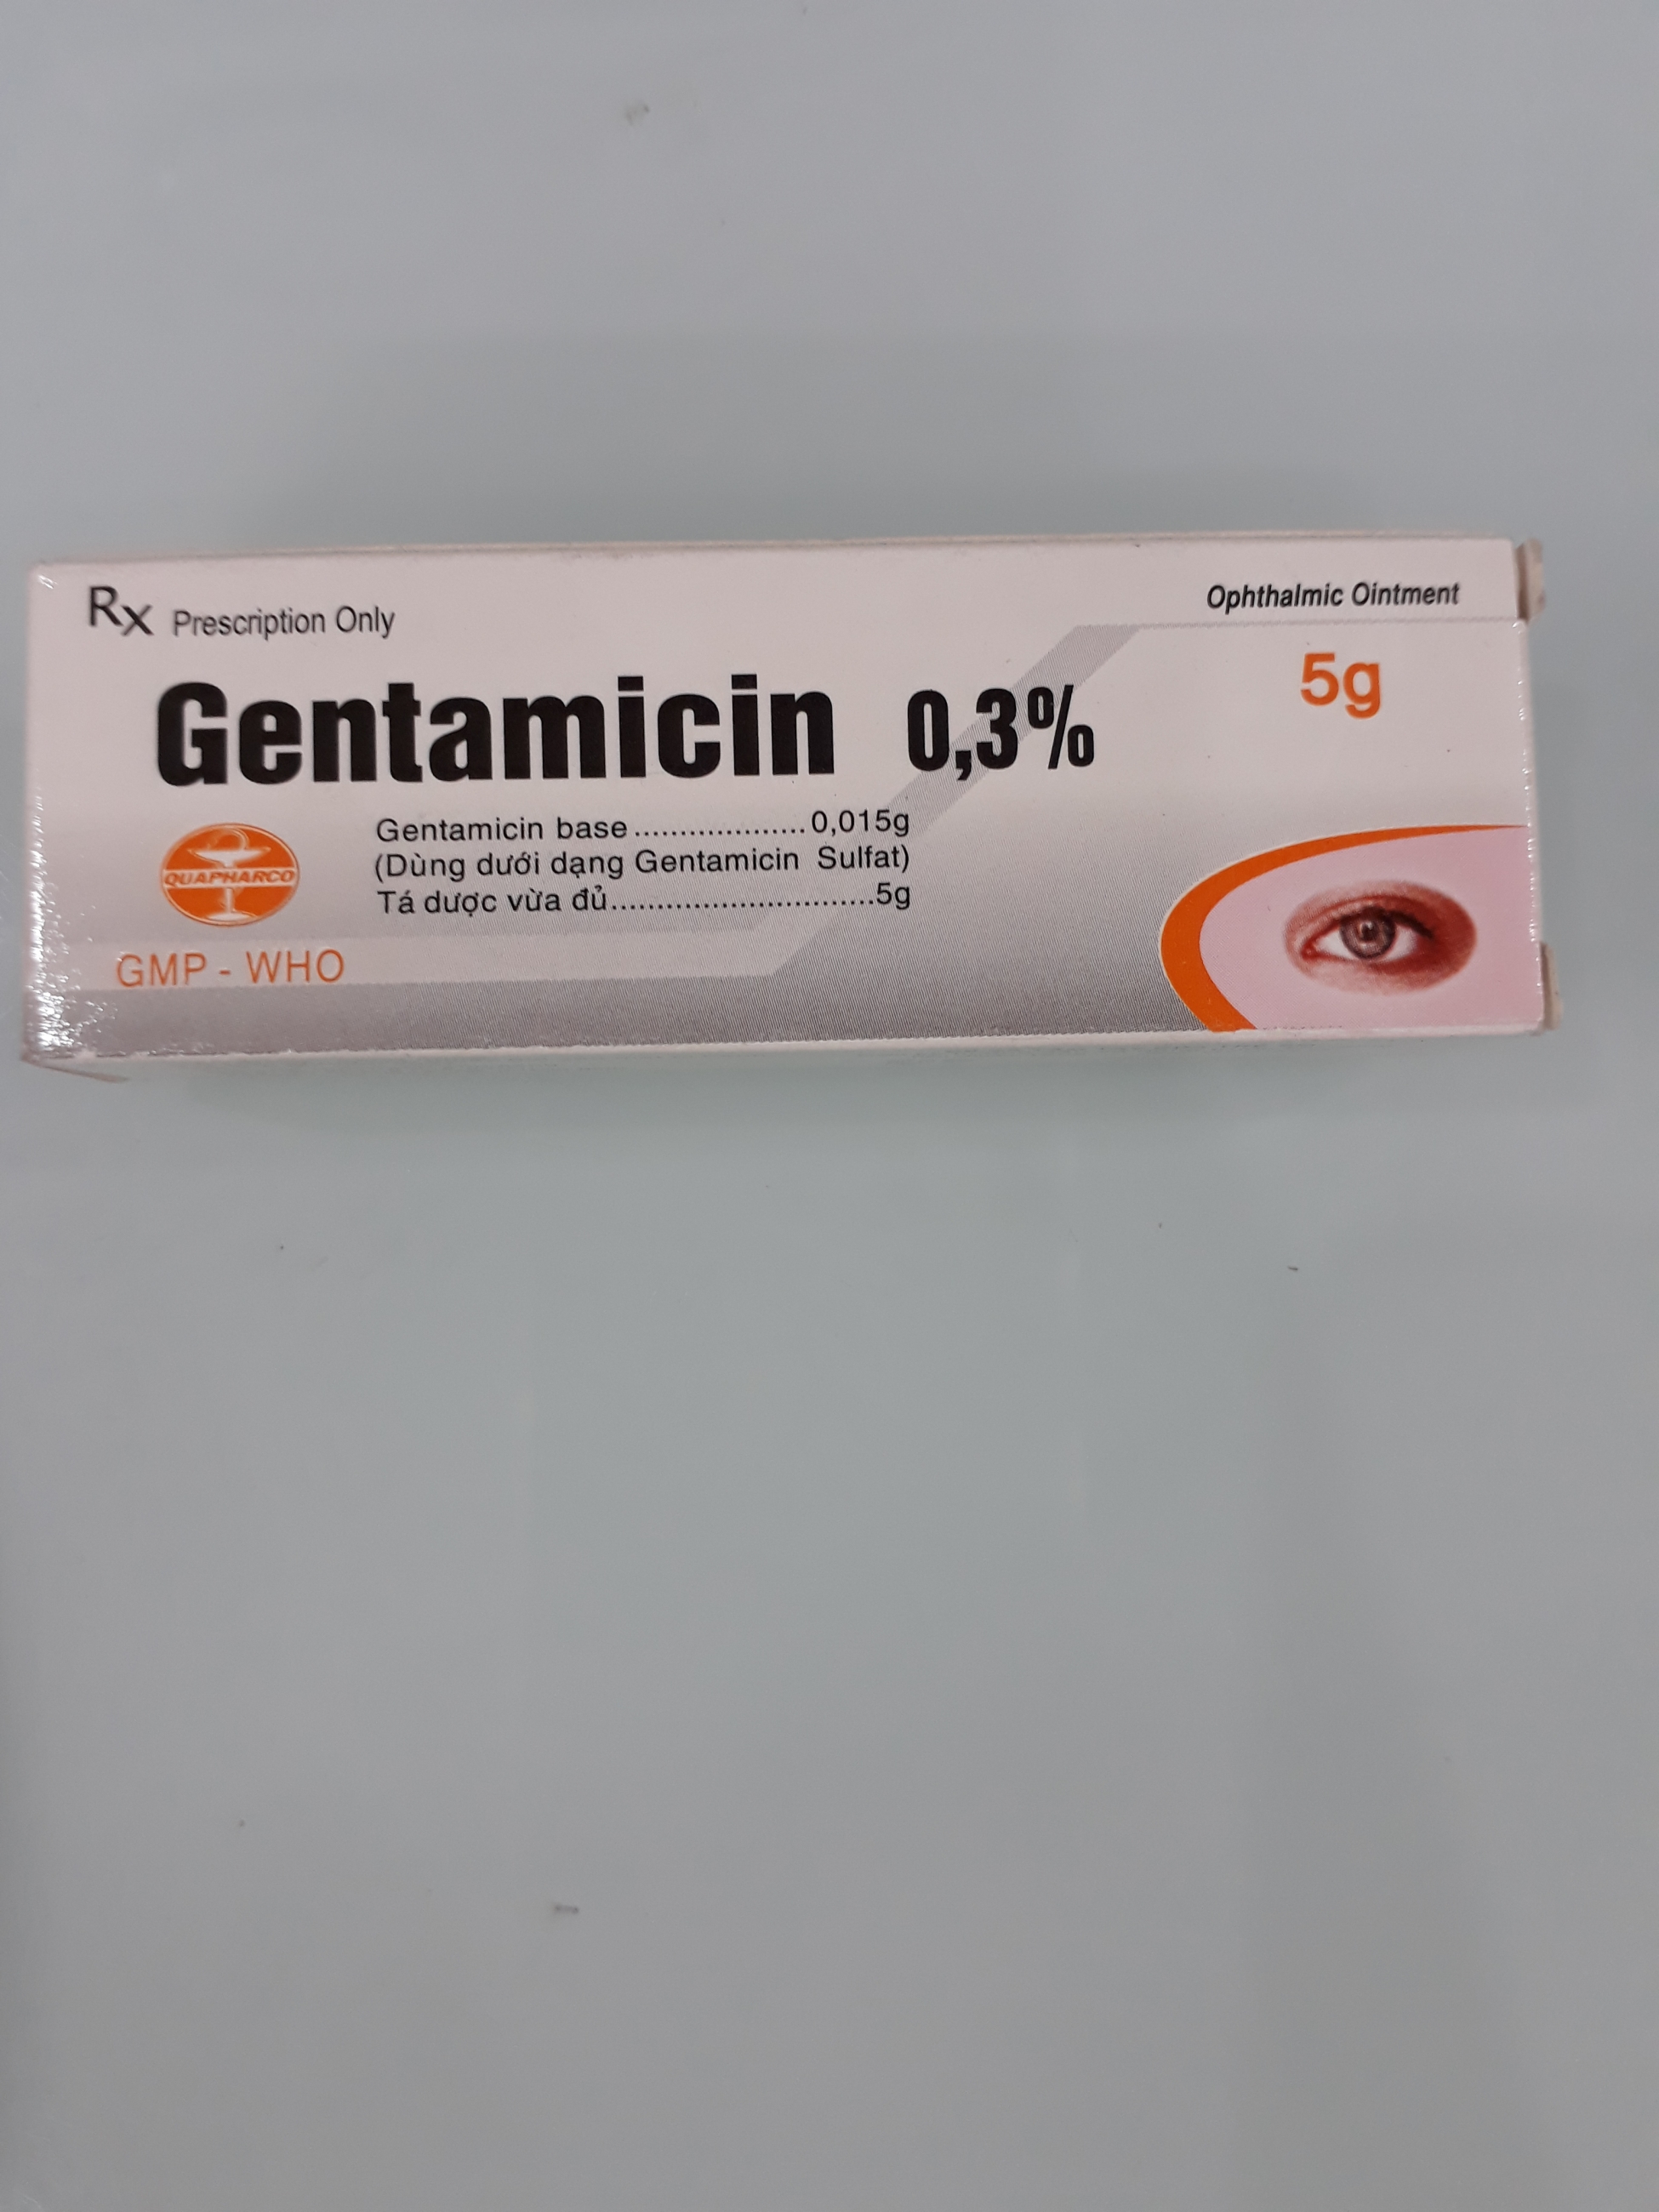 Rx Prescription Only
Ophthalmic Ointment
5g
Gentamicin 0,3%
Gentamicin base......................0,015g
(Dùng dưới dạng Gentamicin Sulfat)
Tá dược vừa đủ.............................5g
QUAPHARCO
GMP - WHO